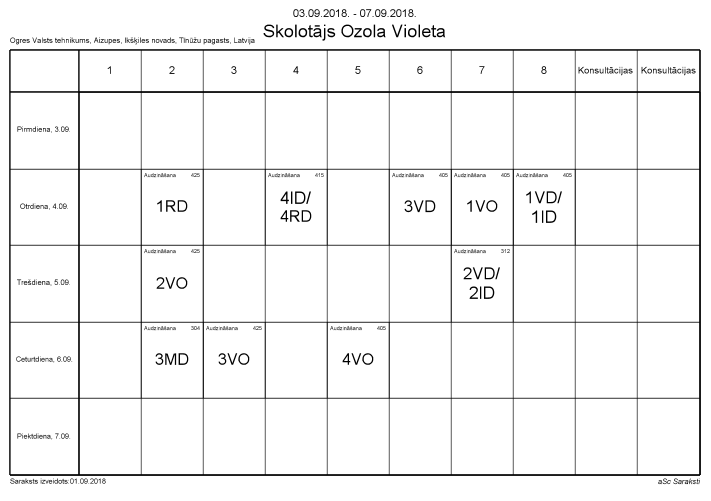 03.09.2018. - 07.09.2018.
Skolotājs Ozola Violeta
Ogres Valsts tehnikums, Aizupes, Ikšķiles novads, Tīnūžu pagasts, Latvija
1 2 3 4 5 6 7 8 Konsultācijas Konsultācijas
Pirmdiena, 3.09.
Audzināšana 425 Audzināšana 415 Audzināšana 405 Audzināšana 405 Audzināšana 405
Otrdiena, 4.09. 1RD 4ID/ 3VD 1VO 1VD/
4RD 1ID
Audzināšana 425 Audzināšana 312
Trešdiena, 5.09. 2VO 2VD/
2ID
Audzināšana 304 Audzināšana 425 Audzināšana 405
Ceturtdiena, 6.09. 3MD 3VO 4VO
Piektdiena, 7.09.
Saraksts izveidots:01.09.2018 aSc Saraksti